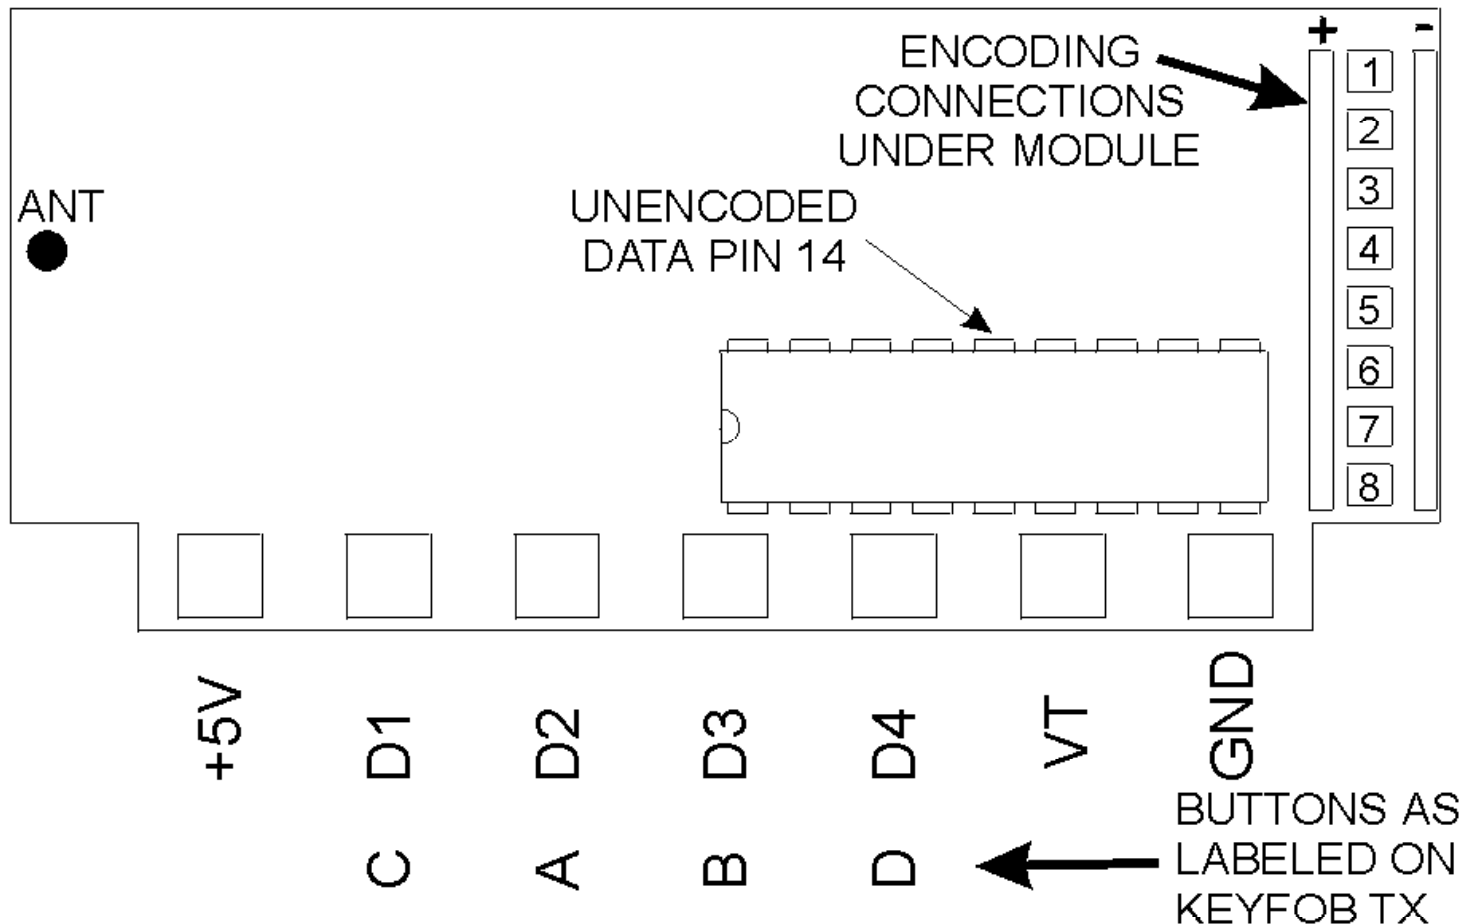 + -
ENCODING
CONNECTIONS
UNDER MODULE
1
2
3
4
5
6
7
8
ANT
UNENCODED
DATA PIN 14
+5V D1 D2 D3 D4 VT GND
C A B D
BUTTONS AS
LABELED ON
KEYFOB TX